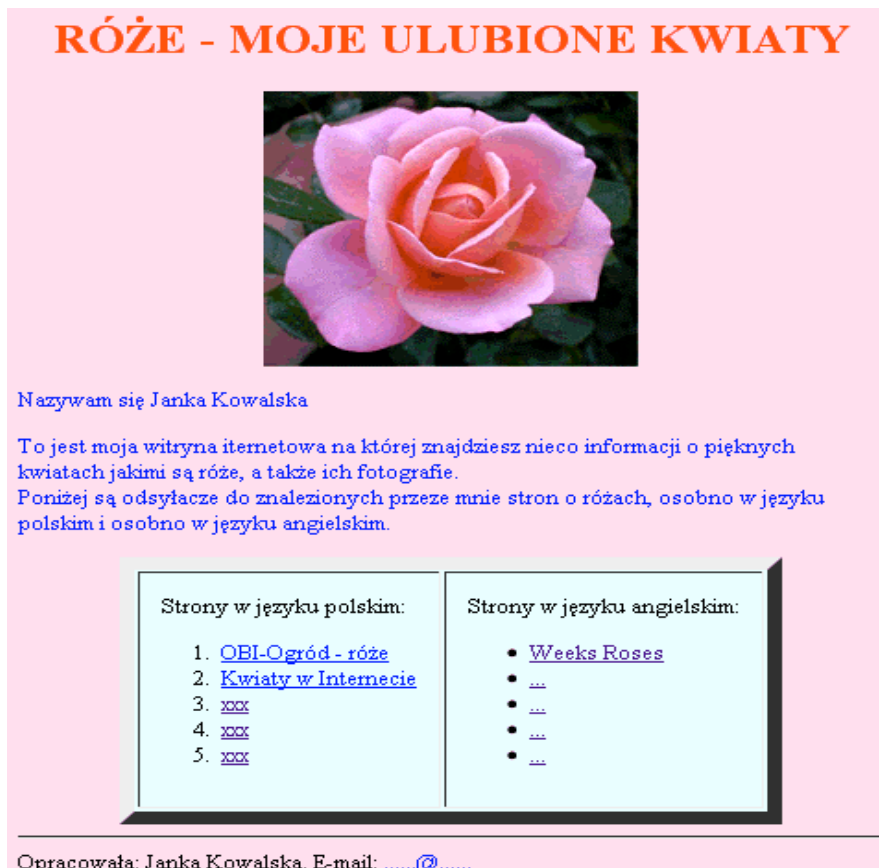 RÓŻE - MOJE ULUBIONE KWIATY
Nazywam się Janka Kowalska
To jest moja witryna iternetowa na której znajdziesz nieco informacji o pięknych
kwiatach jakimi są róże, a także ich fotografie.
Poniżej są odsyłacze do znalezionych przeze mnie stron o różach, osobno w języku
polskim i osobno w języku angielskim.
Strony w języku polskim:
1. OBI-Ogród - róże
2. Kwiaty w Internecie
3. xxx
4. xxx
5. xxx
Strony w języku angielskim:
• Weeks Roses
• ...
• ...
• ...
• ...
Opracowała: Janka Kowalska, E-mail: ......@......